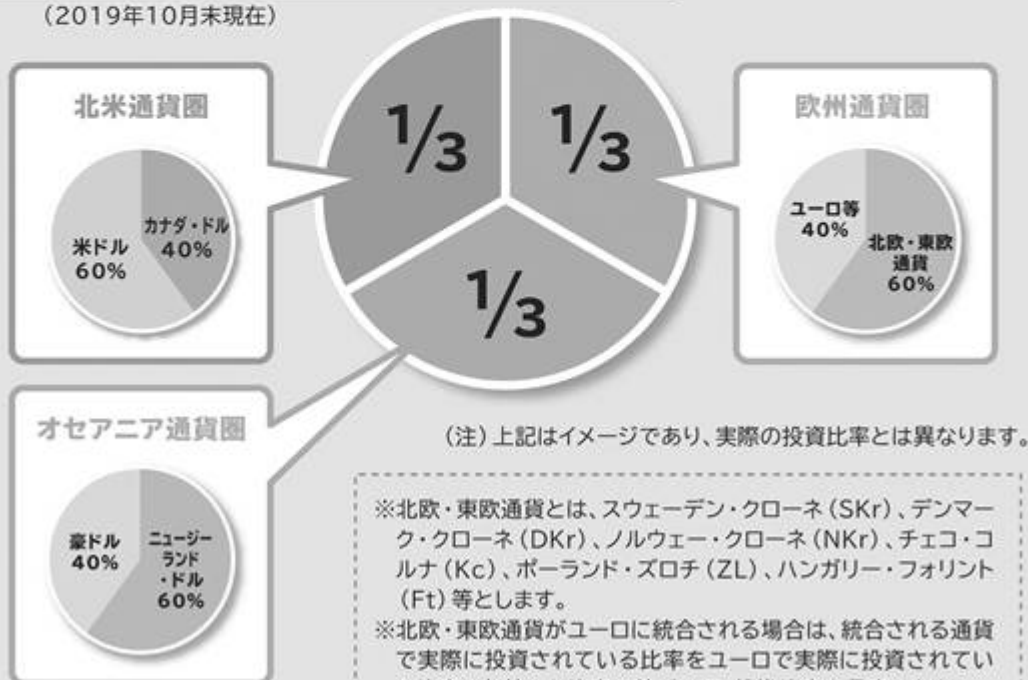 （2019年10月末現在）
北米通貨圏
米ドル
60%
カナダ・ドル
40%
1/3
1/3
1/3
欧州通貨圏
ユーロ等
40%
北欧・東欧
通貨
60%
オセアニア通貨圏
豪ドル
40%
ニュージー
ランド
・ドル
60%
（注）上記はイメージであり、実際の投資比率とは異なります。
※北欧・東欧通貨とは、スウェーデン・クローネ（SKr）、デンマー
ク・クローネ（DKr）、ノルウェー・クローネ（NKr）、チェコ・コ
ルナ（Kc）、ポーランド・ズロチ（ZL）、ハンガリー・フォリント
（Ft）等とします。
※北欧・東欧通貨がユーロに統合される場合は、統合される通貨
で実際に投資されている比率をユーロで実際に投資されてい